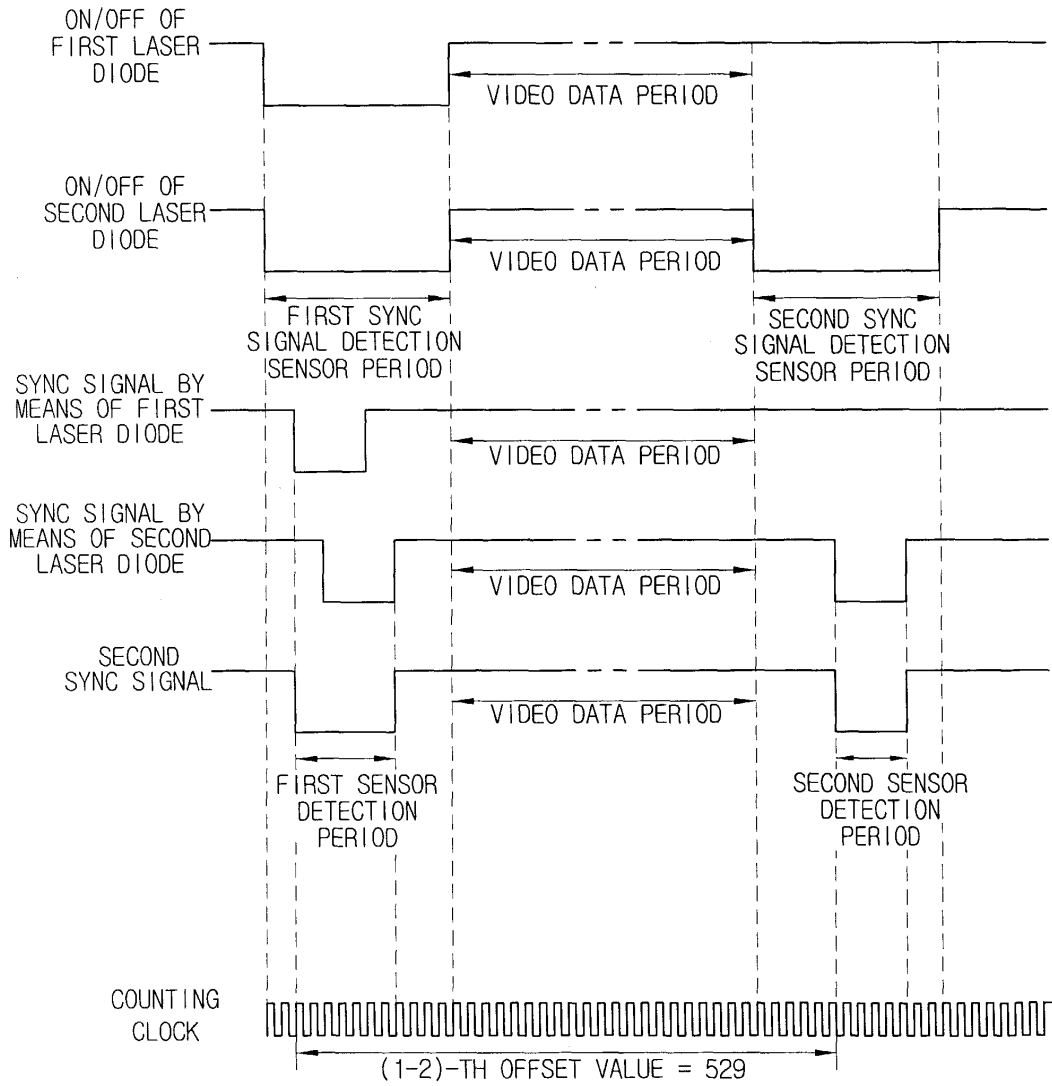 ON/OFF OF
FIRST LASER
DIODE
VIDEO DATA PERIOD
ON/OFF OF
SECOND LASER
DIODE
VIDEO DATA PERIOD
FIRST SYNC
SIGNAL DETECTION
SENSOR PERIOD
SECOND SYNC
SIGNAL DETECTION
SENSOR PERIOD
SYNC SIGNAL BY
MEANS OF FIRST
LASER DIODE
VIDEO DATA PERIOD
SYNC SIGNAL BY
MEANS OF SECOND
LASER DIODE
VIDEO DATA PERIOD
SECOND
SYNC SIGNAL
VIDEO DATA PERIOD
FIRST SENSOR
DETECTION
PERIOD
SECOND SENSOR
DETECTION
PERIOD
COUNTING
CLOCK
(1-2)-TH OFFSET VALUE = 529